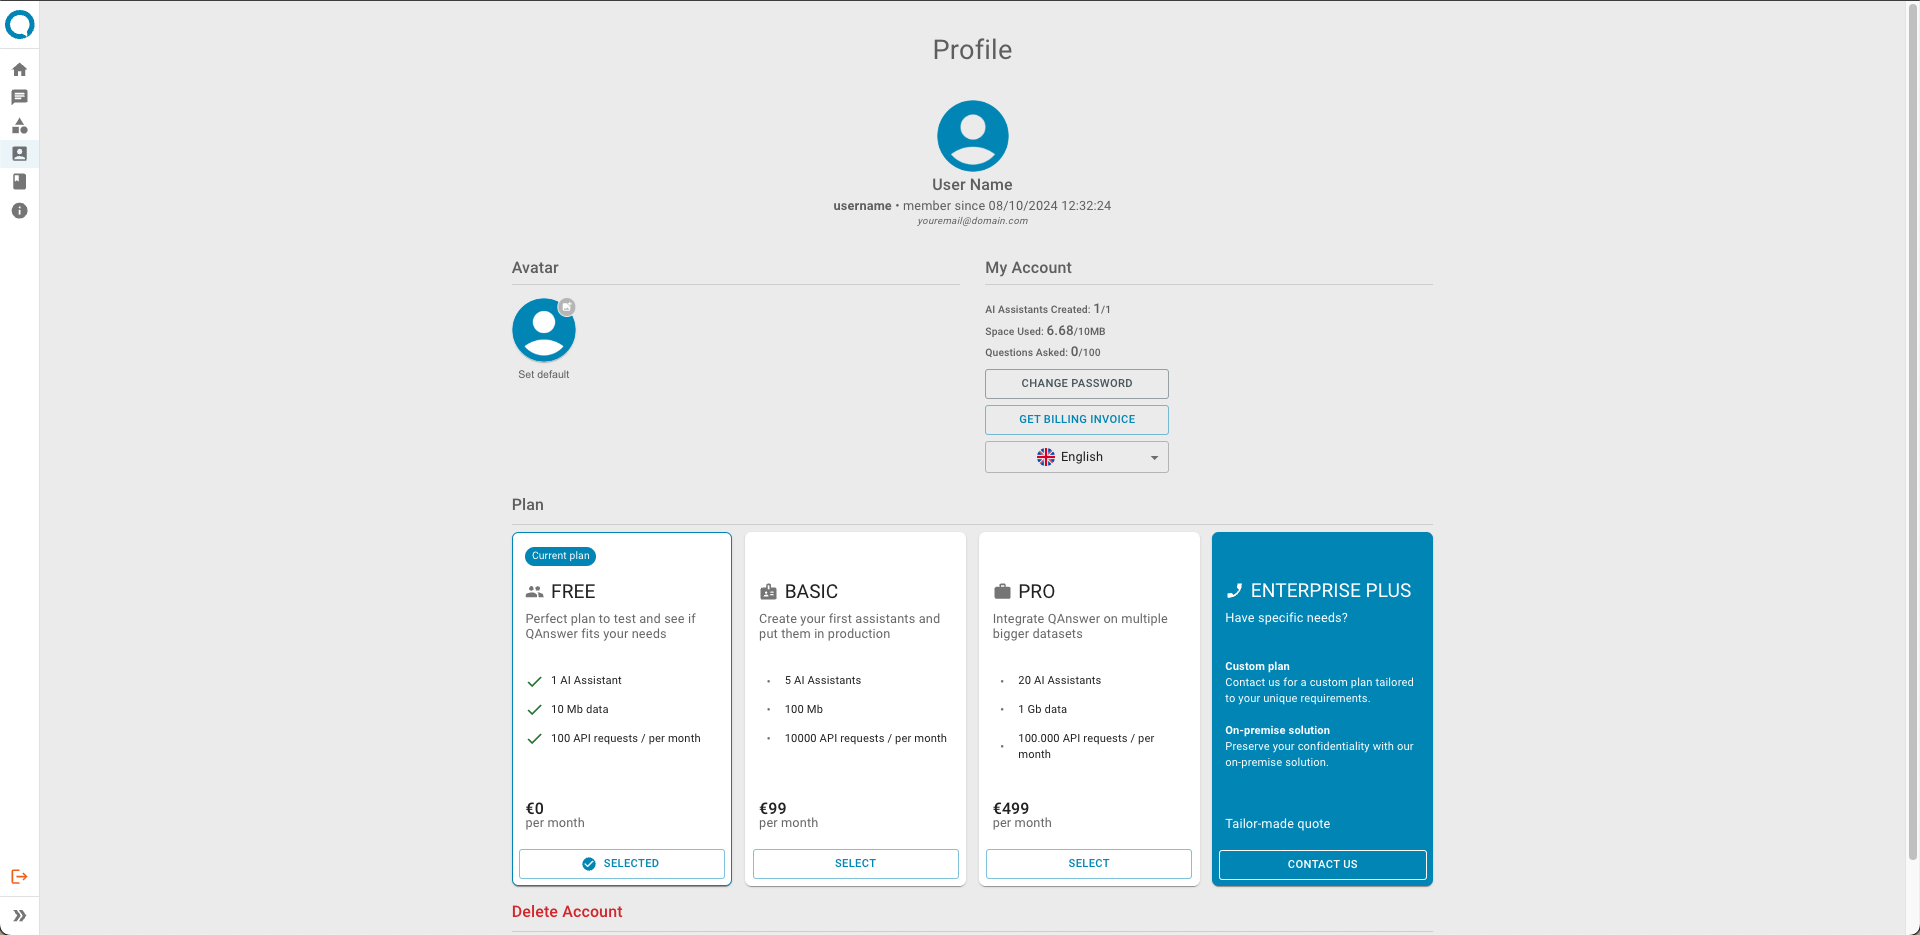 Profile
User Name
username • member since 08/10/2024 12:32:24
youremail@domain.com
Avatar
Set default
My Account
AI Assistants Created: 1/1
Space Used: 6.68/10MB
Questions Asked: 0/100
CHANGE PASSWORD
GET BILLING INVOICE
English
Plan
Current plan
FREE
Perfect plan to test and see if
QAnswer fits your needs
1 AI Assistant
10 Mb data
100 API requests / per month
€0
per month
SELECTED
BASIC
Create your first assistants and
put them in production
5 AI Assistants
100 Mb
10000 API requests / per month
€99
per month
SELECT
PRO
Integrate QAnswer on multiple
bigger datasets
20 AI Assistants
1 Gb data
100.000 API requests / per
month
€499
per month
SELECT
ENTERPRISE PLUS
Have specific needs?
Custom plan
Contact us for a custom plan tailored
to your unique requirements.
On-premise solution
Preserve your confidentiality with our
on-premise solution.
Tailor-made quote
CONTACT US
Delete Account